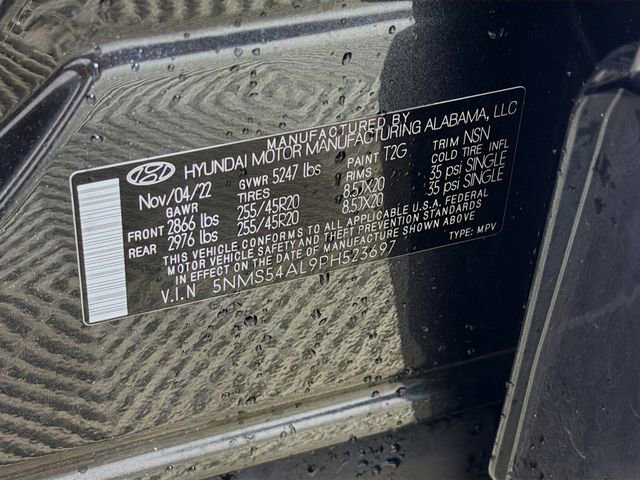 MANUFACTURED BY
HYUNDAI MOTOR MANUFACTURING ALABAMA, LLC
Nov/04/22 GVWR 5247 lbs PAINT T2G TRIM NSN
GAWR TIRES RIMS COLD TIRE INFL
FRONT 2866 lbs 255/45R20 8.5JX20 35 psi SINGLE
REAR 2976 lbs 255/45R20 8.5JX20 35 psi SINGLE
THIS VEHICLE CONFORMS TO ALL APPLICABLE U.S.A. FEDERAL
MOTOR VEHICLE SAFETY AND THEFT PREVENTION STANDARDS
IN EFFECT ON THE DATE OF MANUFACTURE SHOWN ABOVE
V.I.N 5NMS54AL9PH523697 TYPE: MPV